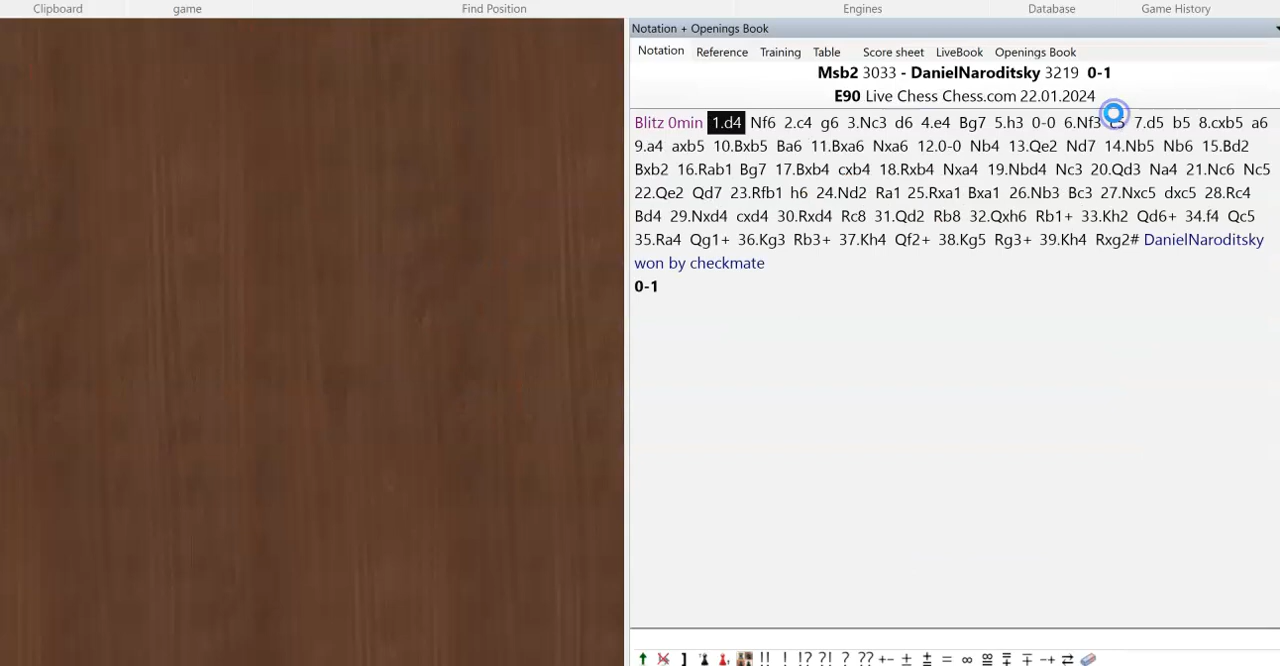 Clipboard game Find Position Engines Database Game History
Notation + Openings Book
Notation Reference Training Table Score sheet LiveBook Openings Book
Msb2 3033 - DanielNaroditsky 3219 0-1
E90 Live Chess Chess.com 22.01.2024
Blitz 0min 1.d4 Nf6 2.c4 g6 3.Nc3 d6 4.e4 Bg7 5.h3 0-0 6.Nf3 c5 7.d5 b5 8.cxb5 a6
9.a4 axb5 10.Bxb5 Ba6 11.Bxa6 Nxa6 12.0-0 Nb4 13.Qe2 Nd7 14.Nb5 Nb6 15.Bd2
Bxb2 16.Rab1 Bg7 17.Bxb4 cxb4 18.Rxb4 Nxa4 19.Nbd4 Nc3 20.Qd3 Na4 21.Nc6 Nc5
22.Qe2 Qd7 23.Rfb1 h6 24.Nd2 Ra1 25.Rxa1 Bxa1 26.Nb3 Bc3 27.Nxc5 dxc5 28.Rc4
Bd4 29.Nxd4 cxd4 30.Rxd4 Rc8 31.Qd2 Rb8 32.Qxh6 Rb1+ 33.Kh2 Qd6+ 34.f4 Qc5
35.Ra4 Qg1+ 36.Kg3 Rb3+ 37.Kh4 Qf2+ 38.Kg5 Rg3+ 39.Kh4 Rxg2# DanielNaroditsky
won by checkmate
0-1
] !! ! !? ?! ? ?? +- ± ⩲ = ∞ ⯹ ⩱ ∓ -+ ⇄